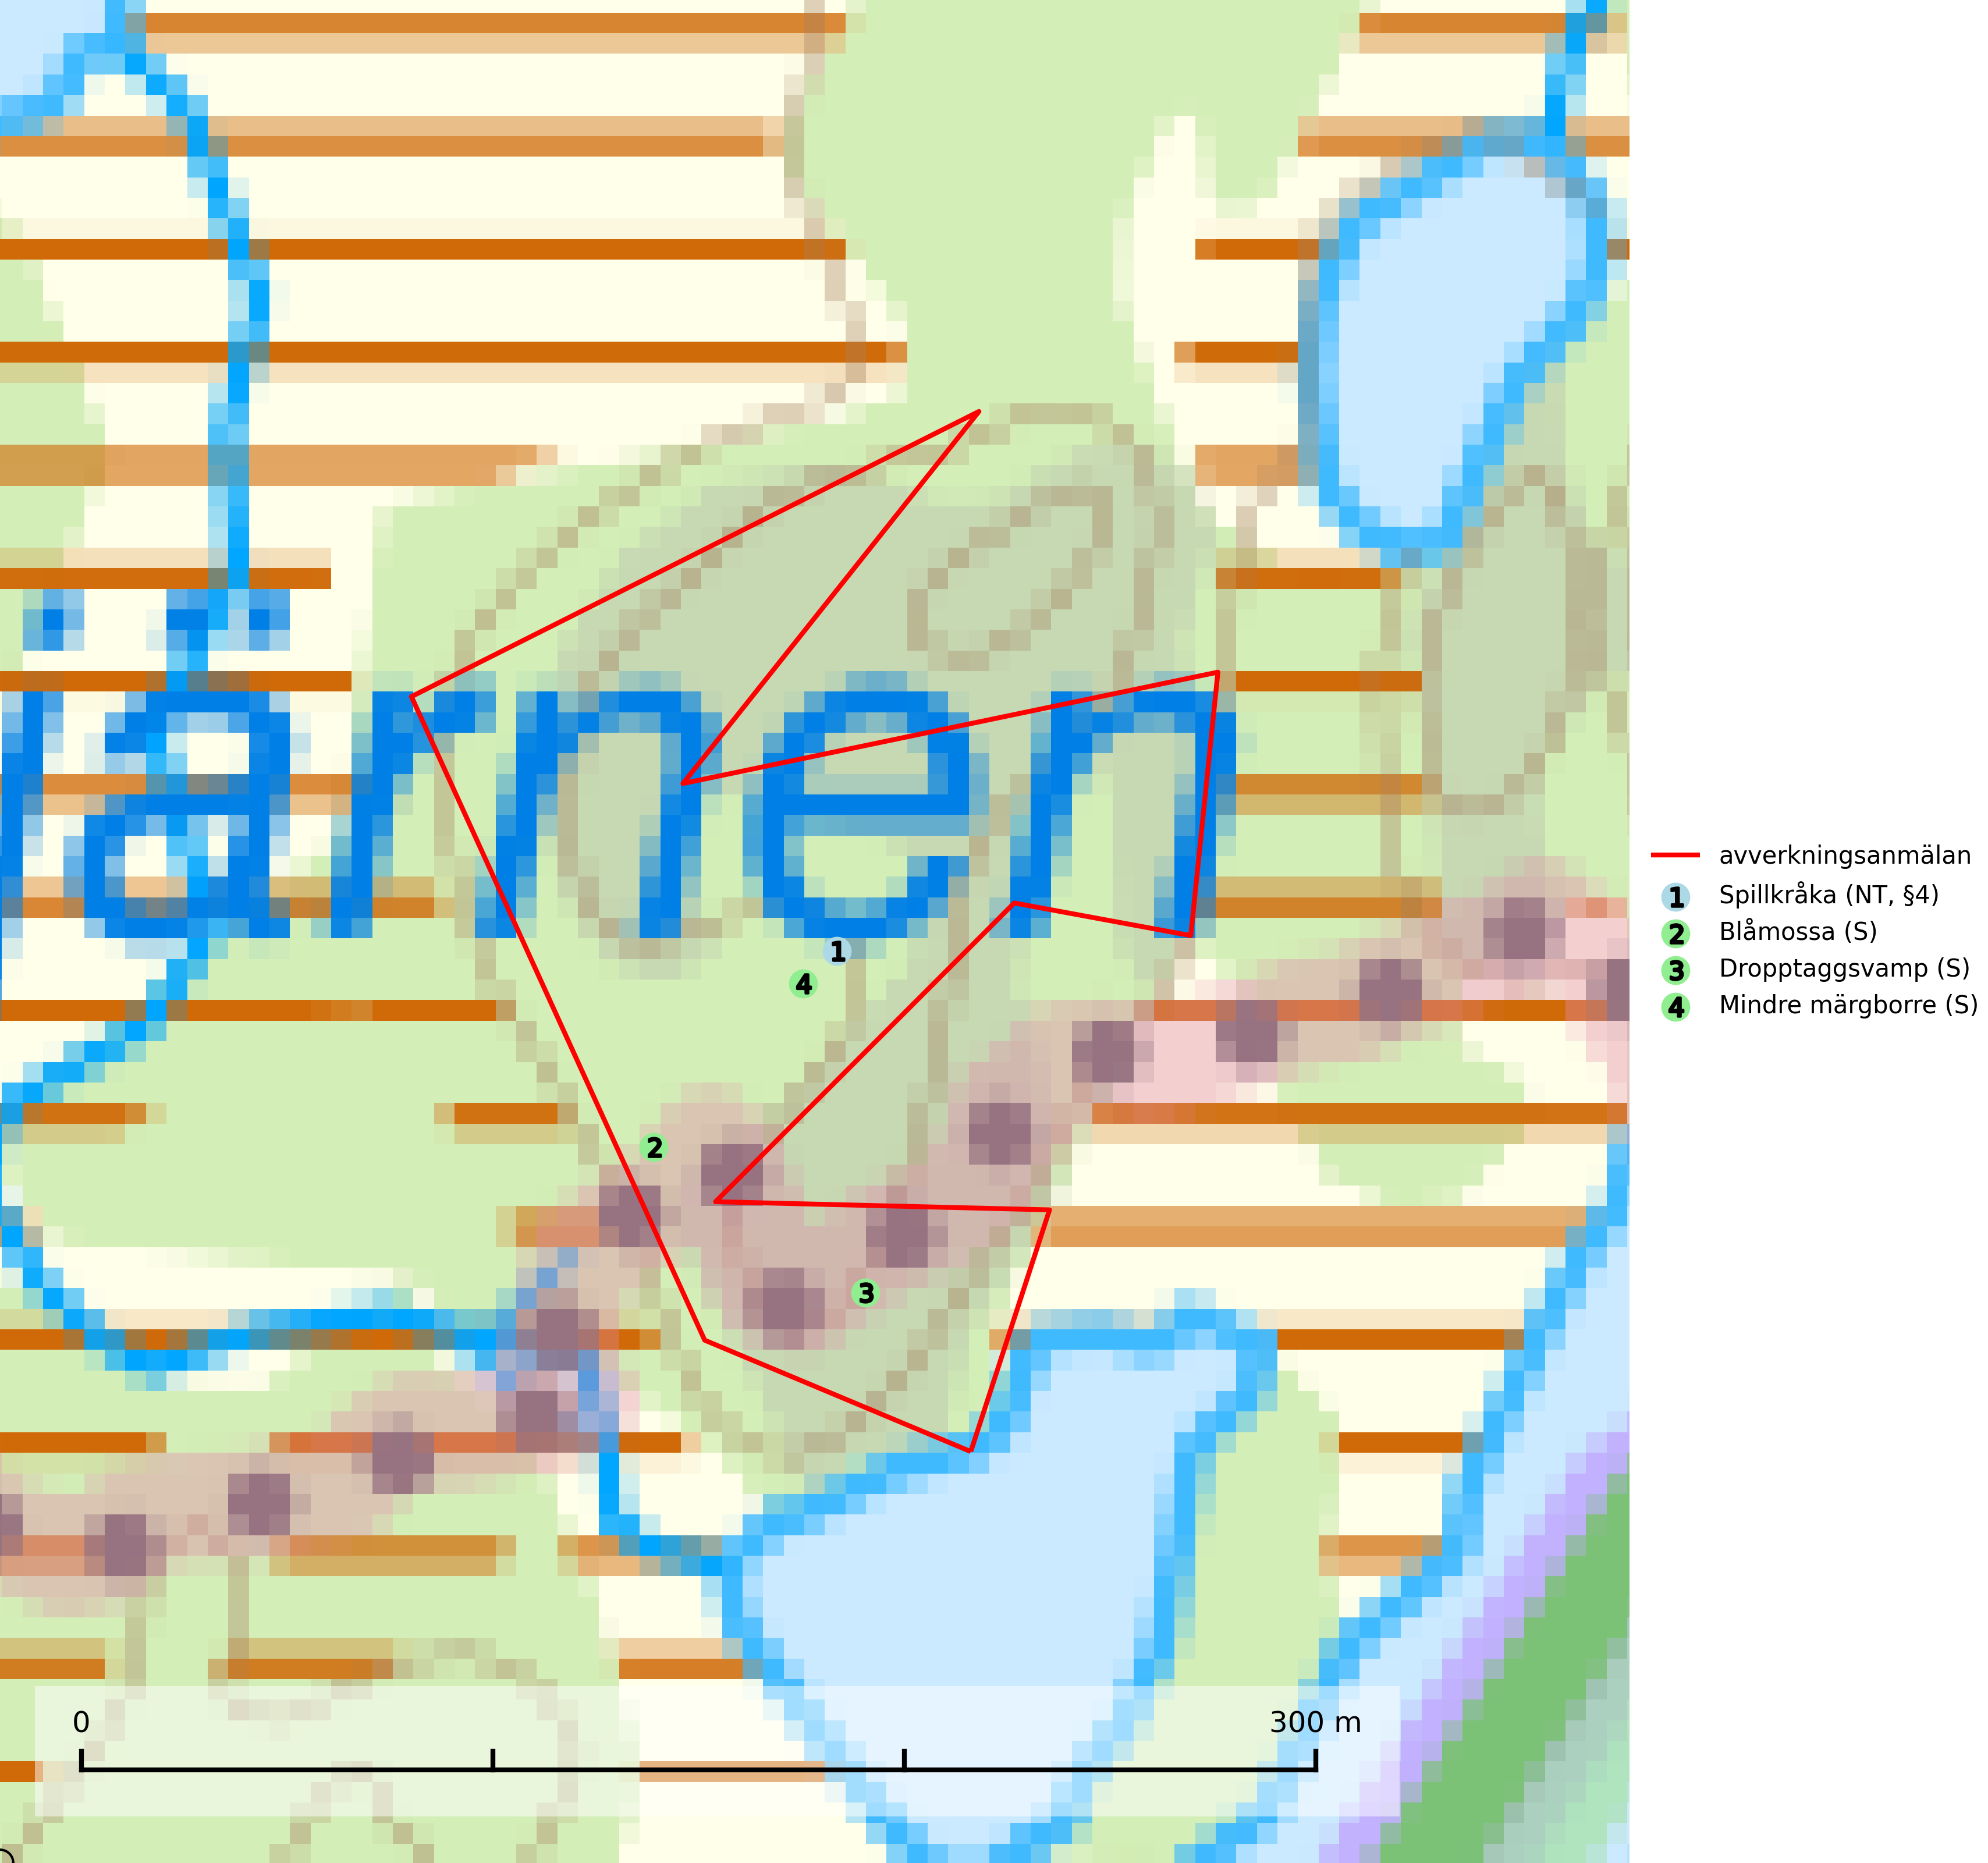 ärnen
1
4
2
3
avverkningsanmälan
1 Spillkråka (NT, §4)
2 Blåmossa (S)
3 Dropptaggsvamp (S)
4 Mindre märgborre (S)
0 300 m